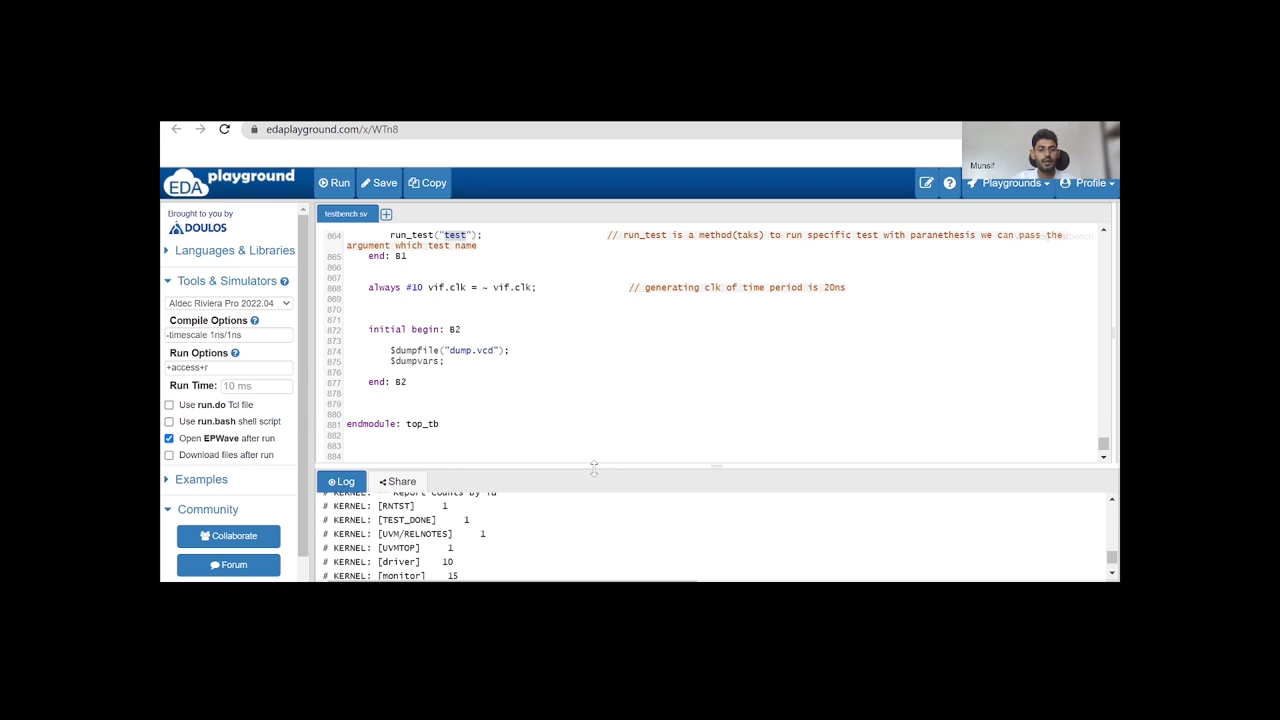 edaplayground.com/x/WTn8
Munsif
EDA playground
Run Save Copy
Playgrounds Profile
Brought to you by
DOULOS
Languages & Libraries
Tools & Simulators
Aldec Riviera Pro 2022.04
Compile Options
-timescale 1ns/1ns
Run Options
+access+r
Run Time: 10 ms
Use run.do Tcl file
Use run.bash shell script
Open EPWave after run
Download files after run
Examples
Community
Collaborate
Forum
testbench.sv
864 run_test("test"); // run_test is a method(taks) to run specific test with paranethesis we can pass the
argument which test name
865 end: B1
866
867
868 always #10 vif.clk = ~ vif.clk; // generating clk of time period is 20ns
869
870
871
872 initial begin: B2
873
874 $dumpfile("dump.vcd");
875 $dumpvars;
876
877 end: B2
878
879
880
881 endmodule: top_tb
882
883
884
Log Share
# KERNEL: ** Report counts by id
# KERNEL: [RNTST] 1
# KERNEL: [TEST_DONE] 1
# KERNEL: [UVM/RELNOTES] 1
# KERNEL: [UVMTOP] 1
# KERNEL: [driver] 10
# KERNEL: [monitor] 15